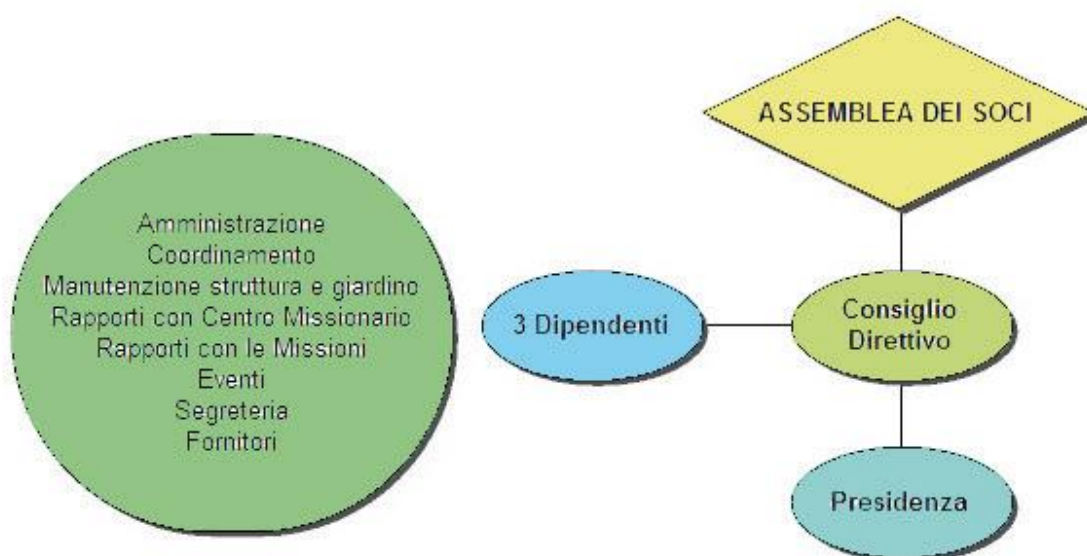 ASSEMBLEA DEI SOCI
Amministrazione
Coordinamento
Manutenzione struttura e giardino
Rapporti con Centro Missionario
Rapporti con le Missioni
Eventi
Segreteria
Fornitori
3 Dipendenti
Consiglio
Direttivo
Presidenza